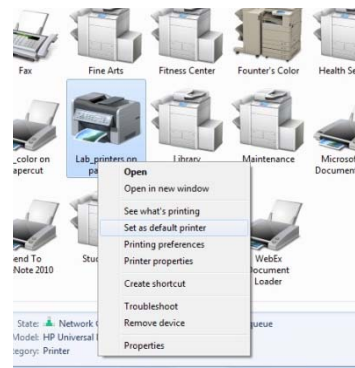 Fax
Fine Arts
Fitness Center
Founter's Color
Health Se
_color on
apercut
Lab_printers on
pa
Library
Maintenance
Microsof
Document
Open
Open in new window
See what's printing
Set as default printer
Printing preferences
Printer properties
Create shortcut
Troubleshoot
Remove device
Properties
end To
Note 2010
Stu
WebEx
Document
Loader
State:
Network
ueue
Model: HP Universal
tegory: Printer